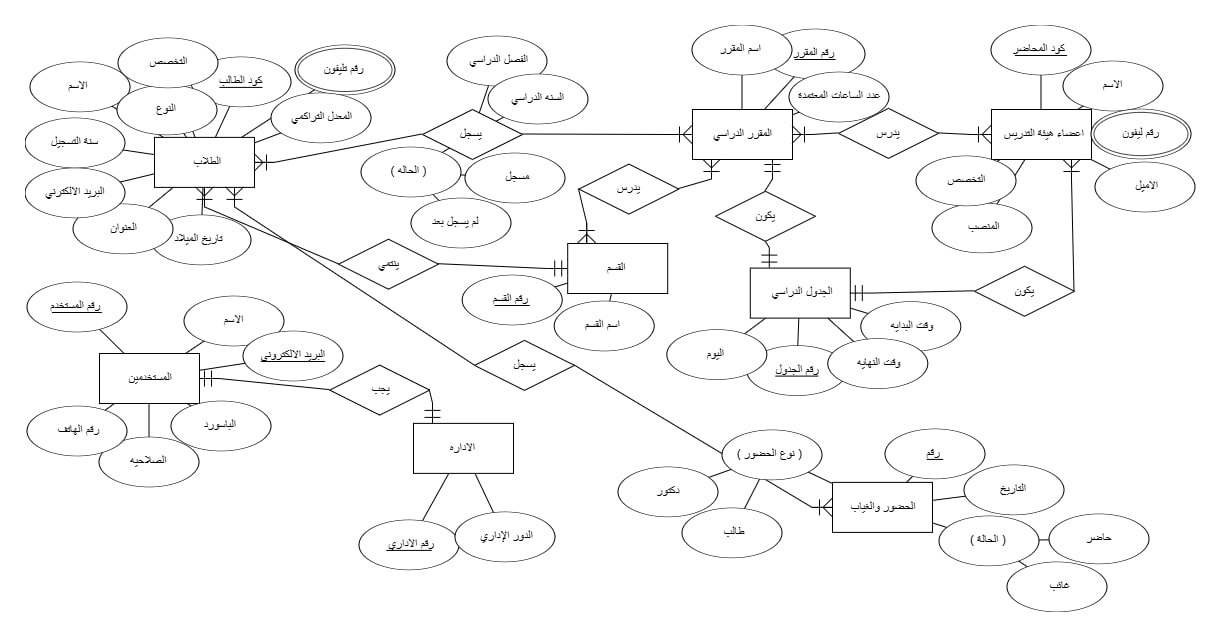 كود المحاضر
اسم المقرر
رقم المقرر
الفصل الدراسي
التخصص
رقم تليفون
كود الطالب
الاسم
الاسم
النوع
السنه الدراسي
عدد الساعات المعتمدة
المعدل التراكمي
يسجل
المقرر الدراسي
يدرس
اعضاء هيئة التدريس
رقم ليفون
سنة التسجيل
الطلاب
( الحاله )
مسجل
يدرس
التخصص
الاميل
البريد الالكتروني
لم يسجل بعد
يكون
المنصب
العنوان
تاريخ الميلاد
ينتمي
القسم
رقم القسم
اسم القسم
الجدول الدراسي
يكون
رقم المستخدم
الاسم
البريد الالكتروني
وقت البدايه
اليوم
رقم الجدول
وقت النهايه
يسجل
المستخدمين
يجب
رقم الهاتف
الباسورد
الصلاحيه
الاداره
( نوع الحضور )
رقم
دكتور
طالب
الحضور والغياب
التاريخ
رقم الاداري
الدور الإداري
( الحالة )
حاضر
غائب